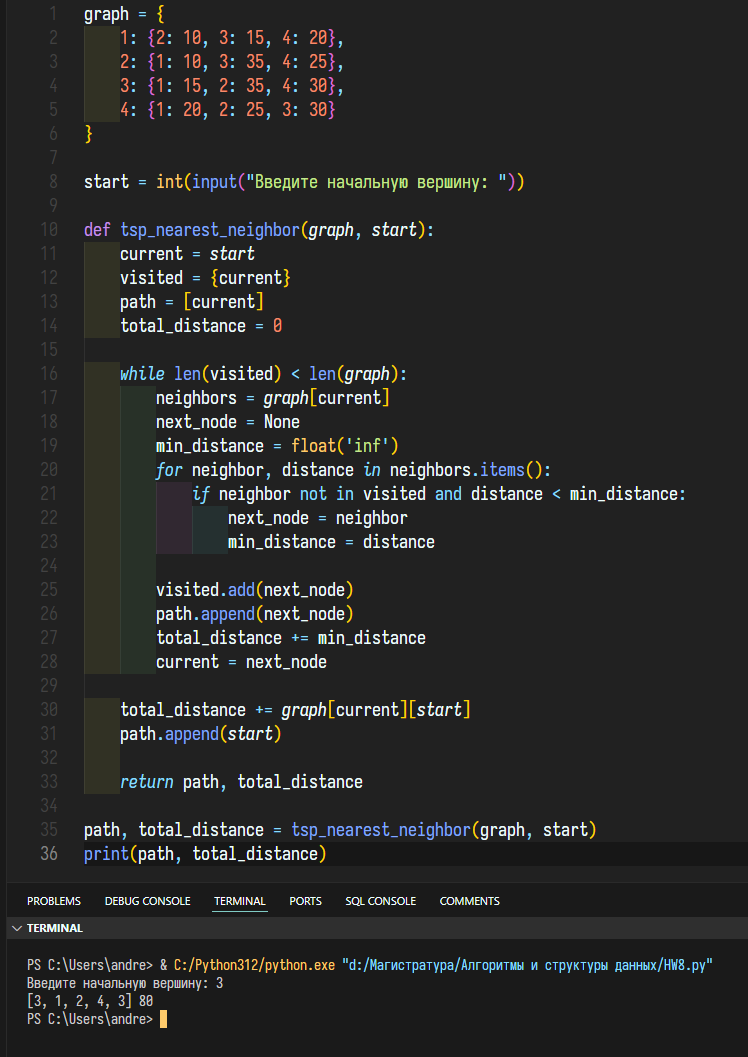 1 graph = {
2     1: {2: 10, 3: 15, 4: 20},
3     2: {1: 10, 3: 35, 4: 25},
4     3: {1: 15, 2: 35, 4: 30},
5     4: {1: 20, 2: 25, 3: 30}
6 }
7
8 start = int(input("Введите начальную вершину: "))
9
10 def tsp_nearest_neighbor(graph, start):
11     current = start
12     visited = {current}
13     path = [current]
14     total_distance = 0
15
16     while len(visited) < len(graph):
17         neighbors = graph[current]
18         next_node = None
19         min_distance = float('inf')
20         for neighbor, distance in neighbors.items():
21             if neighbor not in visited and distance < min_distance:
22                 next_node = neighbor
23                 min_distance = distance
24
25         visited.add(next_node)
26         path.append(next_node)
27         total_distance += min_distance
28         current = next_node
29
30     total_distance += graph[current][start]
31     path.append(start)
32
33     return path, total_distance
34
35 path, total_distance = tsp_nearest_neighbor(graph, start)
36 print(path, total_distance)
PROBLEMS DEBUG CONSOLE TERMINAL PORTS SQL CONSOLE COMMENTS
TERMINAL
PS C:\Users\andre> & C:/Python312/python.exe "d:/Магистратура/Алгоритмы и структуры данных/HW8.py"
Введите начальную вершину: 3
[3, 1, 2, 4, 3] 80
PS C:\Users\andre>